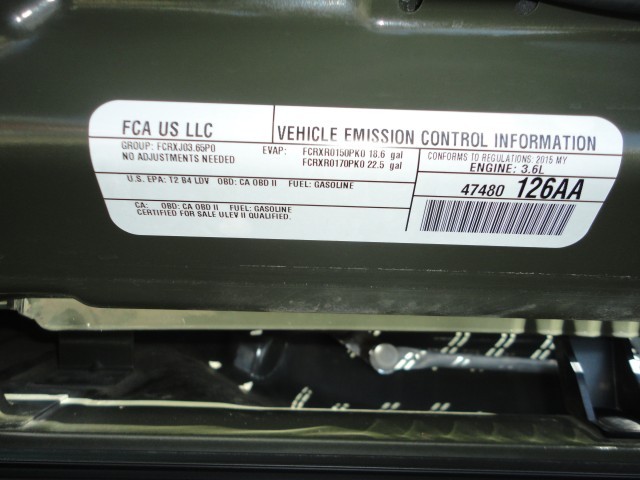 FCA US LLC
VEHICLE EMISSION CONTROL INFORMATION
GROUP: FCRXJ03.65P0
NO ADJUSTMENTS NEEDED
EVAP: FCRXR0150PK0 18.6 gal
FCRXR0170PK0 22.5 gal
CONFORMS TO REGULATIONS: 2015 MY
ENGINE: 3.6L
U.S. EPA: T2 B4 LDV OBD: CA OBD II FUEL: GASOLINE
47480 126AA
CA: OBD: CA OBD II FUEL: GASOLINE
CERTIFIED FOR SALE ULEV II QUALIFIED.